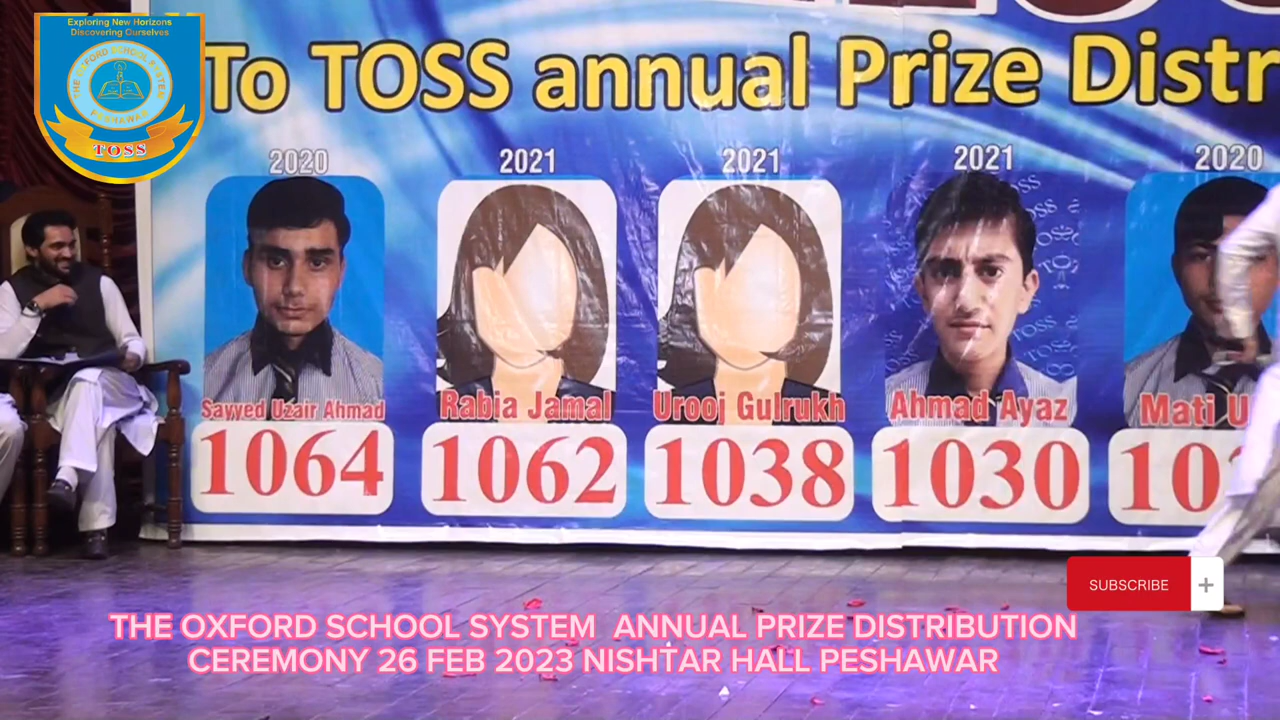 Exploring New Horizons
Discovering Ourselves
THE OXFORD SCHOOL SYSTEM
PESHAWAR
TOSS
To TOSS annual Prize Distr
2020
2021
2021
2021
2020
Sayyed Uzair Ahmad
Rabia Jamal
Urooj Gulrukh
Ahmad Ayaz
Mati U
1064
1062
1038
1030
10
SUBSCRIBE +
THE OXFORD SCHOOL SYSTEM ANNUAL PRIZE DISTRIBUTION
CEREMONY 26 FEB 2023 NISHTAR HALL PESHAWAR